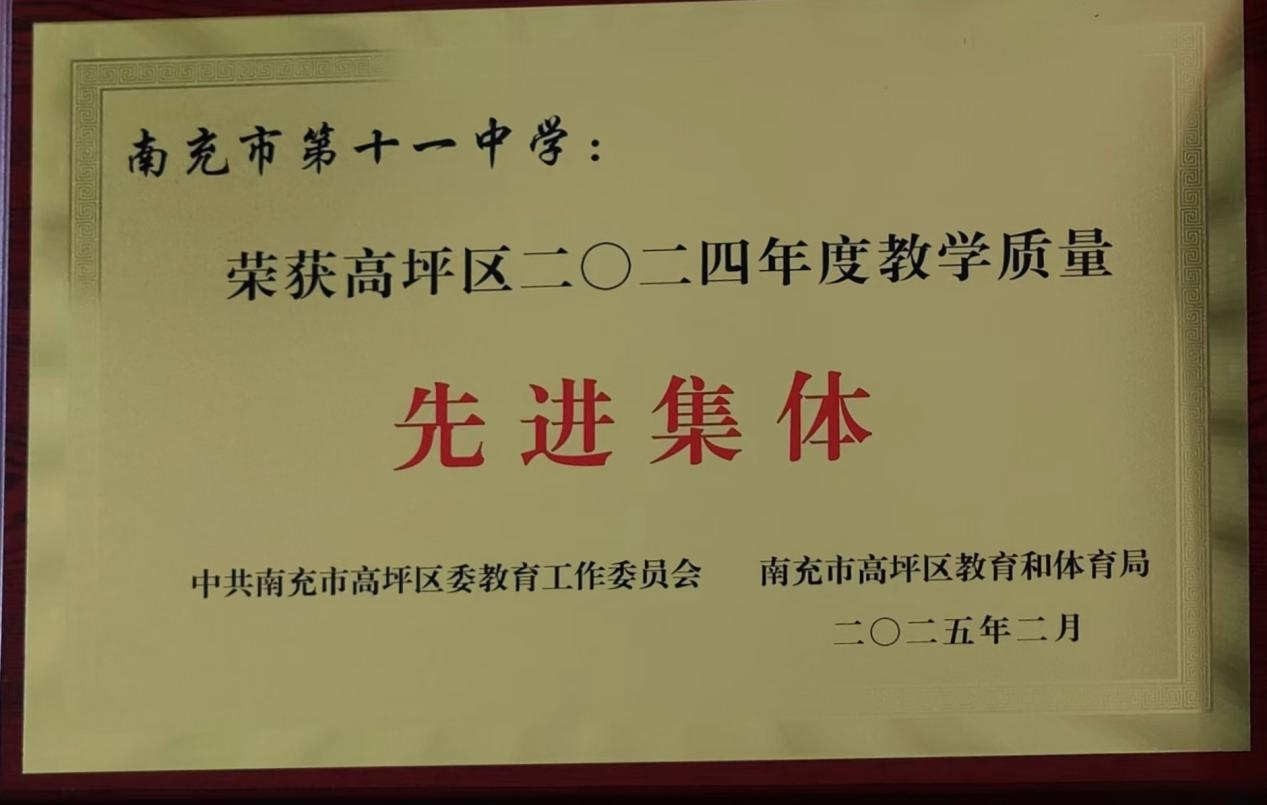 南充市第十一中学：
荣获高坪区二〇二四年度教学质量
先进集体
中共南充市高坪区委教育工作委员会 南充市高坪区教育和体育局
二〇二五年二月